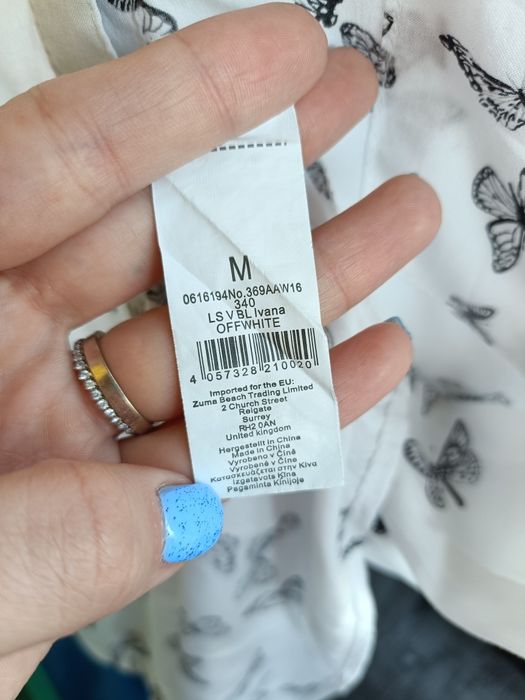 M
0616194No.369AAW16
340
LS V BL Ivana
OFFWHITE
4 057328 210020
Imported for the EU:
Zuma Beach Trading Limited
2 Church Street
Reigate
Surrey
RH2 0AN
United kingdom
Hergestellt in China
Made in China
Vyrobeno v Číně
Vyrobené v Číne
Κατασκευάζεται στην Κίνα
Izgatavots Kīnā
Pagaminta Kinijoje